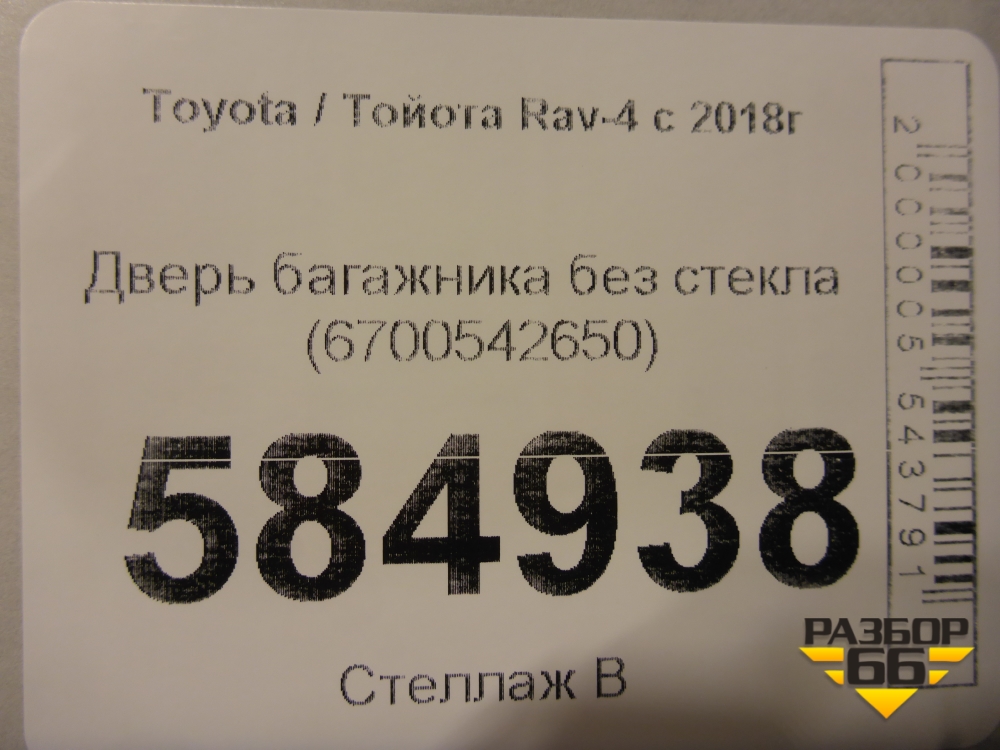 Toyota / Тойота Rav-4 с 2018г
Дверь багажника без стекла
(6700542650)
584938
Стеллаж В
2000005543791
РАЗБОР
66